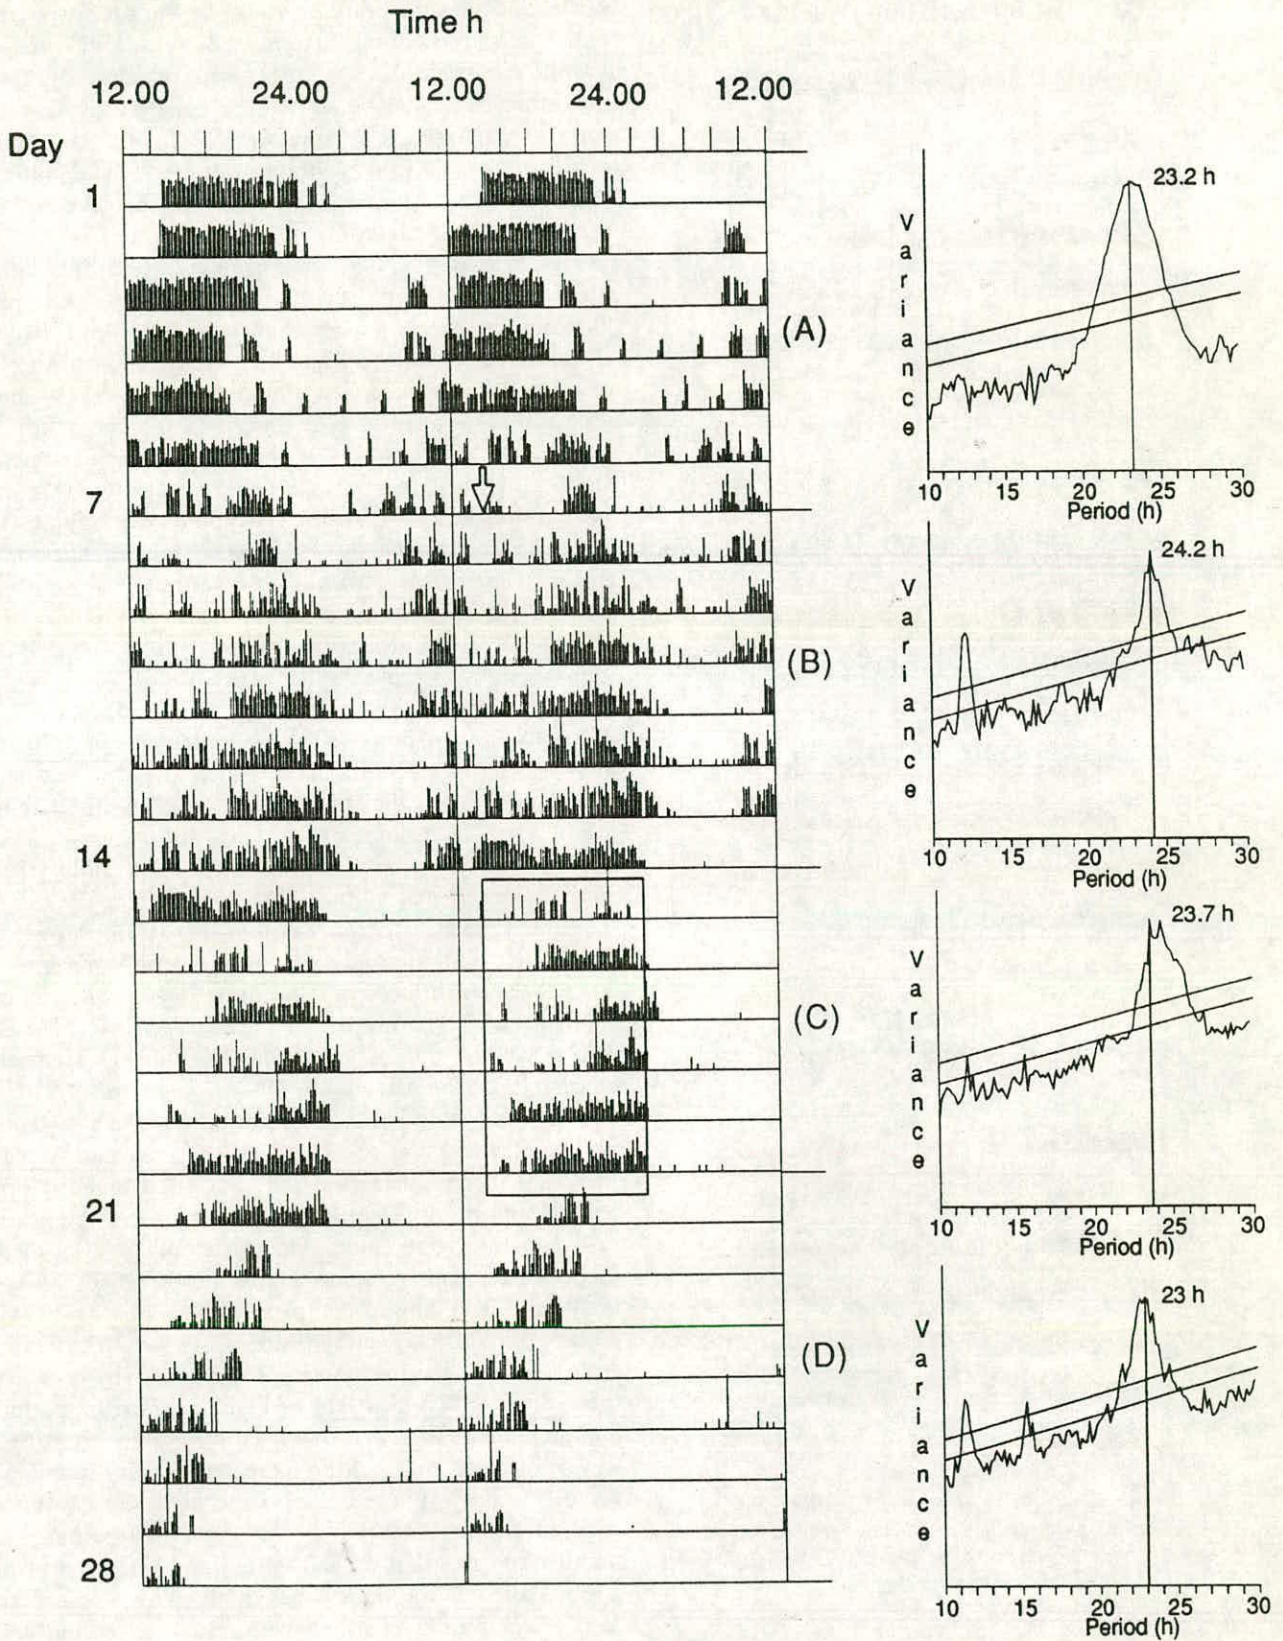 Time h
12.00 24.00 12.00 24.00 12.00
Day
1
7
14
21
28
(A)
(B)
(C)
(D)
Variance
23.2 h
10 15 20 25 30
Period (h)
Variance
24.2 h
10 15 20 25 30
Period (h)
Variance
23.7 h
10 15 20 25 30
Period (h)
Variance
23 h
10 15 20 25 30
Period (h)